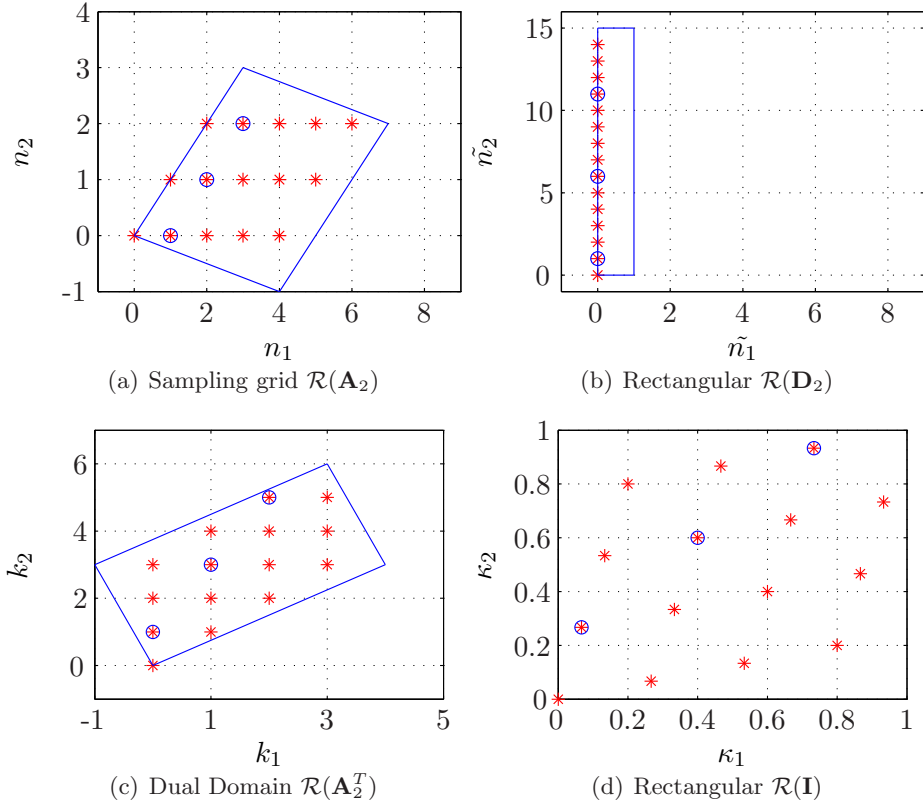 4
3
2
1
0
-1
0 2 4 6 8
n₂
n₁
(a) Sampling grid 𝓡(𝐀₂)
15
10
5
0
0 2 4 6 8
ñ₂
ñ₁
(b) Rectangular 𝓡(𝐃₂)
6
4
2
0
-1 1 3 5
k₂
k₁
(c) Dual Domain 𝓡(𝐀₂ᵀ)
1
0.8
0.6
0.4
0.2
0
0 0.2 0.4 0.6 0.8 1
κ₂
κ₁
(d) Rectangular 𝓡(𝐈)